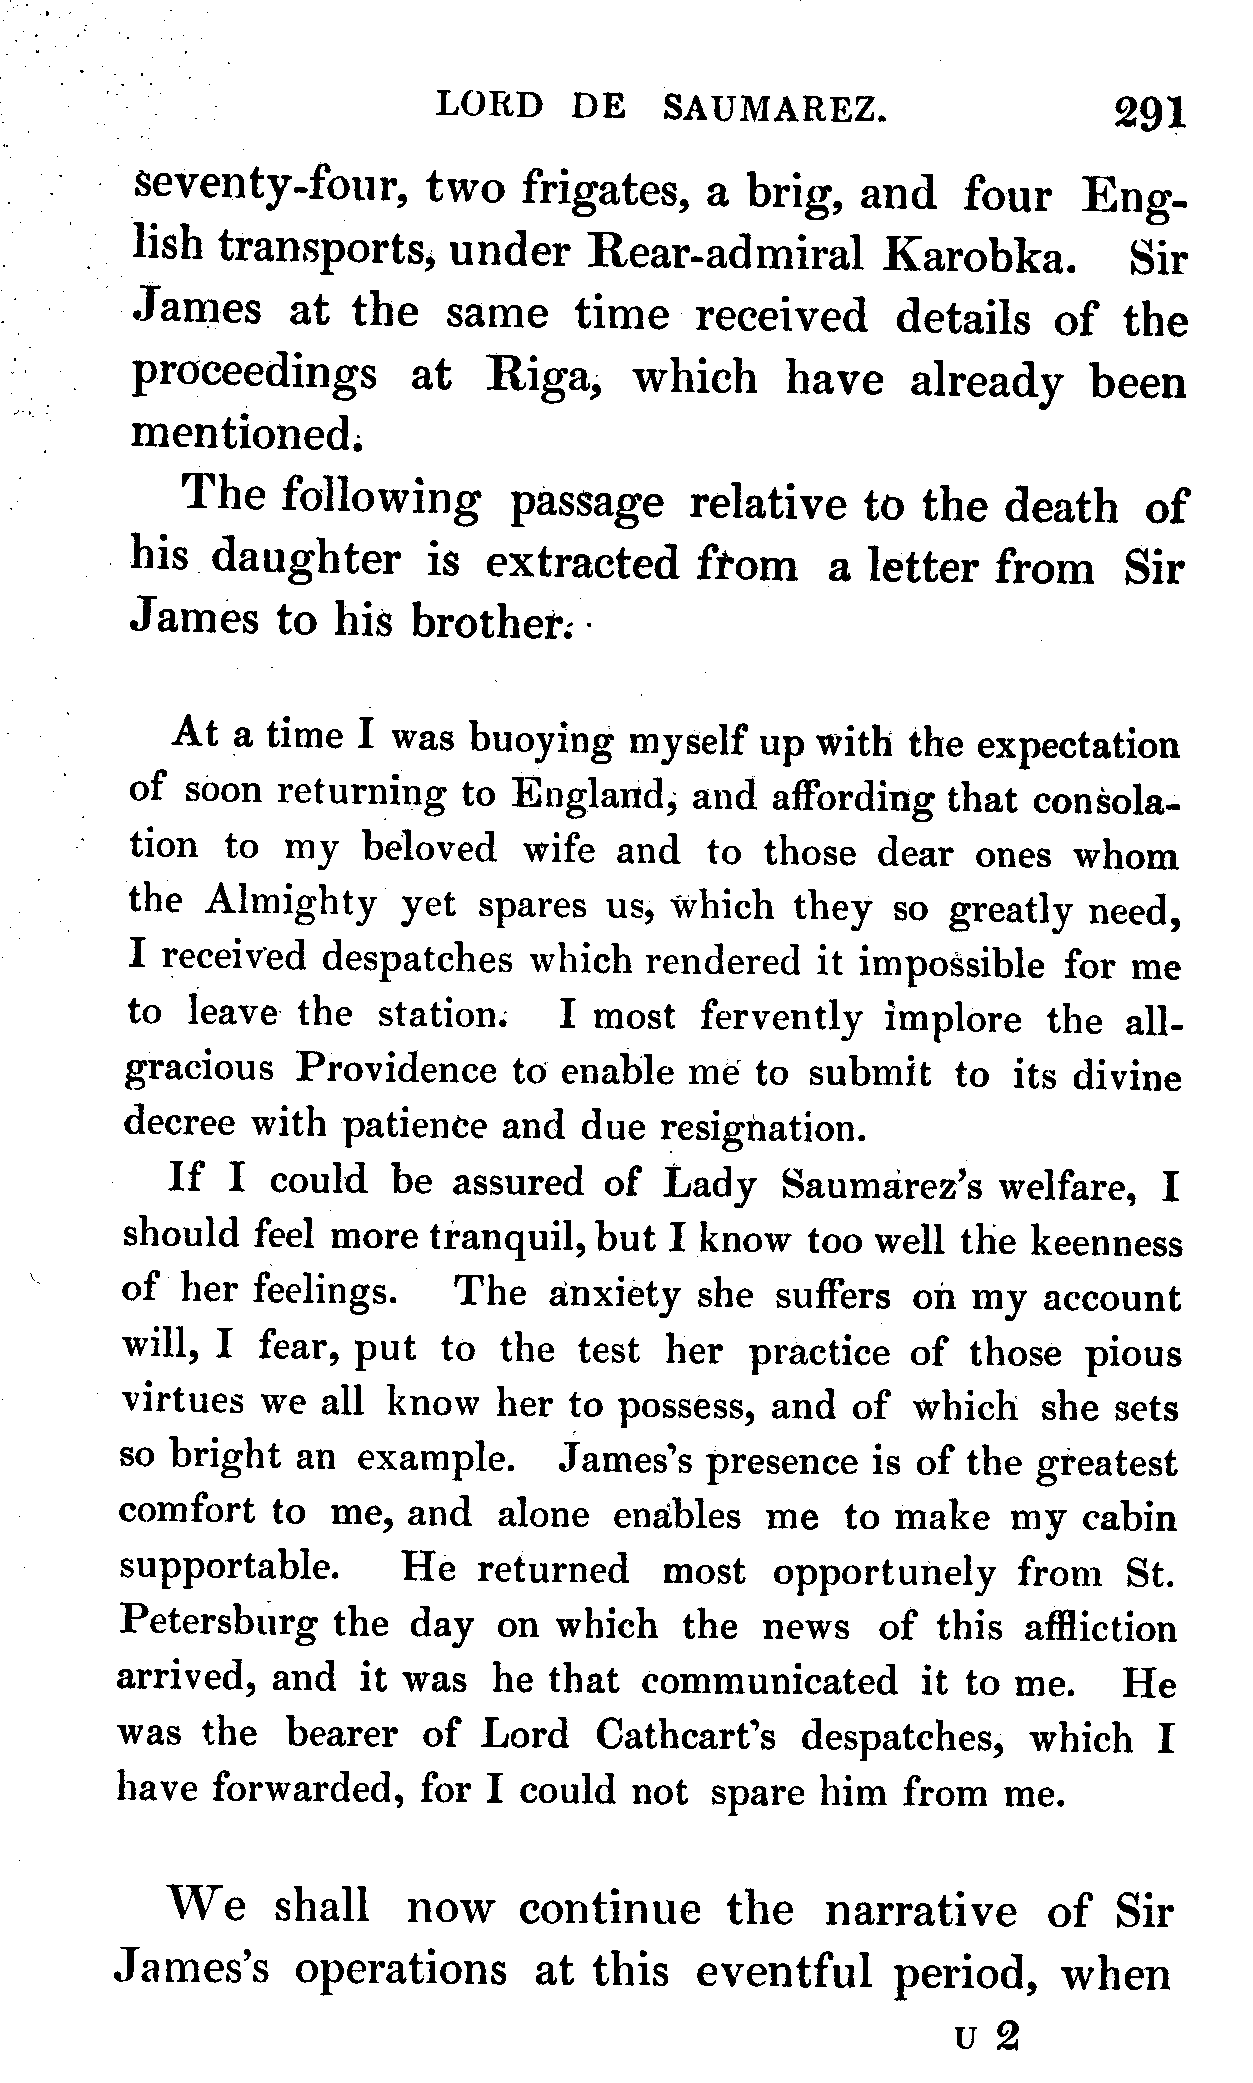 LORD DE SAUMAREZ. 291
seventy-four, two frigates, a brig, and four Eng-
lish transports, under Rear-admiral Karobka. Sir
James at the same time received details of the
proceedings at Riga, which have already been
mentioned.
The following passage relative to the death of
his daughter is extracted from a letter from Sir
James to his brother:
At a time I was buoying myself up with the expectation
of soon returning to England, and affording that consola-
tion to my beloved wife and to those dear ones whom
the Almighty yet spares us, which they so greatly need,
I received despatches which rendered it impossible for me
to leave the station. I most fervently implore the all-
gracious Providence to enable me to submit to its divine
decree with patience and due resignation.
If I could be assured of Lady Saumarez's welfare, I
should feel more tranquil, but I know too well the keenness
of her feelings. The anxiety she suffers on my account
will, I fear, put to the test her practice of those pious
virtues we all know her to possess, and of which she sets
so bright an example. James's presence is of the greatest
comfort to me, and alone enables me to make my cabin
supportable. He returned most opportunely from St.
Petersburg the day on which the news of this affliction
arrived, and it was he that communicated it to me. He
was the bearer of Lord Cathcart's despatches, which I
have forwarded, for I could not spare him from me.
We shall now continue the narrative of Sir
James's operations at this eventful period, when
U 2